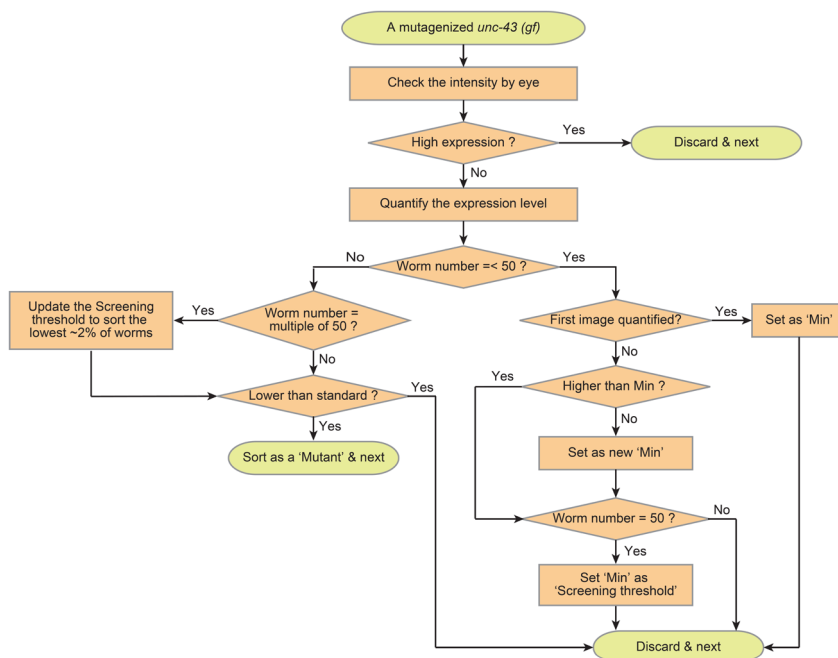 A mutagenized unc-43 (gf)
Check the intensity by eye
High expression ?
Yes
Discard & next
No
Quantify the expression level
Worm number =< 50 ?
No
Yes
Update the Screening
threshold to sort the
lowest ~2% of worms
Yes
Worm number =
multiple of 50 ?
No
Lower than standard ?
Yes
Yes
Sort as a ‘Mutant’ & next
First image quantified?
Yes
Set as ‘Min’
No
Higher than Min ?
Yes
No
Set as new ‘Min’
Worm number = 50 ?
No
Yes
Set ‘Min’ as
‘Screening threshold’
Discard & next